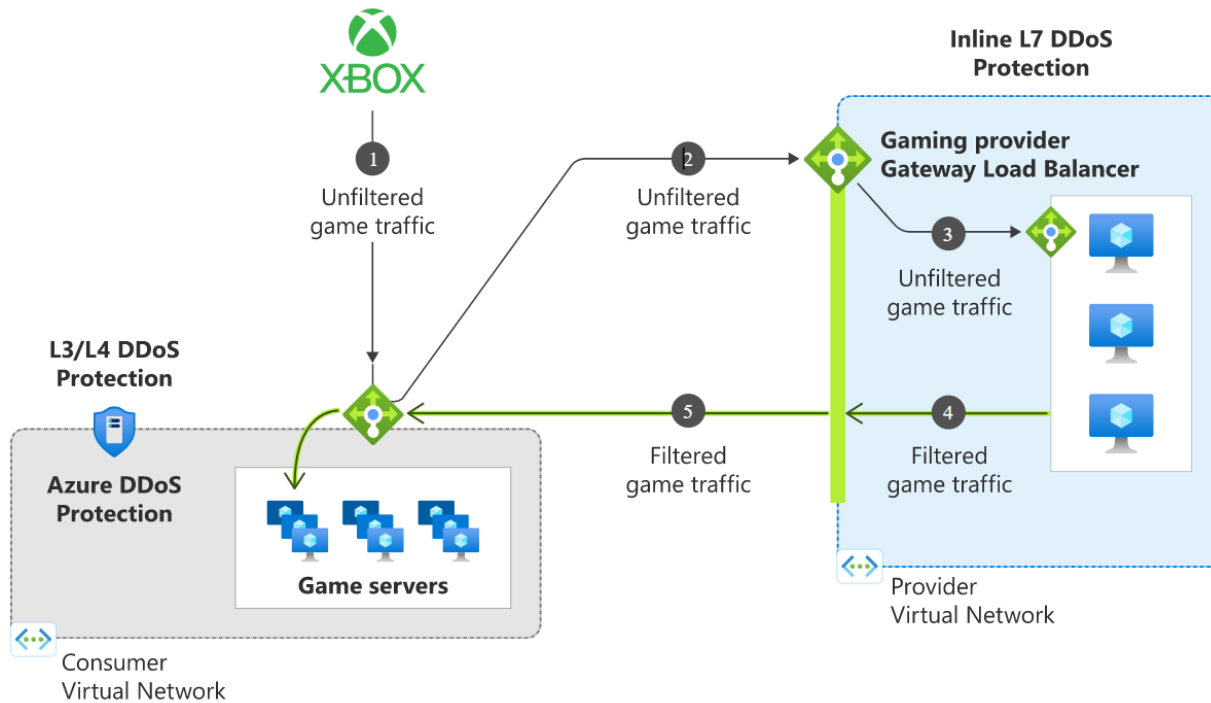 XBOX
Inline L7 DDoS
Protection
1
Unfiltered
game traffic
2
Unfiltered
game traffic
Gaming provider
Gateway Load Balancer
3
Unfiltered
game traffic
L3/L4 DDoS
Protection
5
Filtered
game traffic
4
Filtered
game traffic
Azure DDoS
Protection
Game servers
Provider
Virtual Network
Consumer
Virtual Network